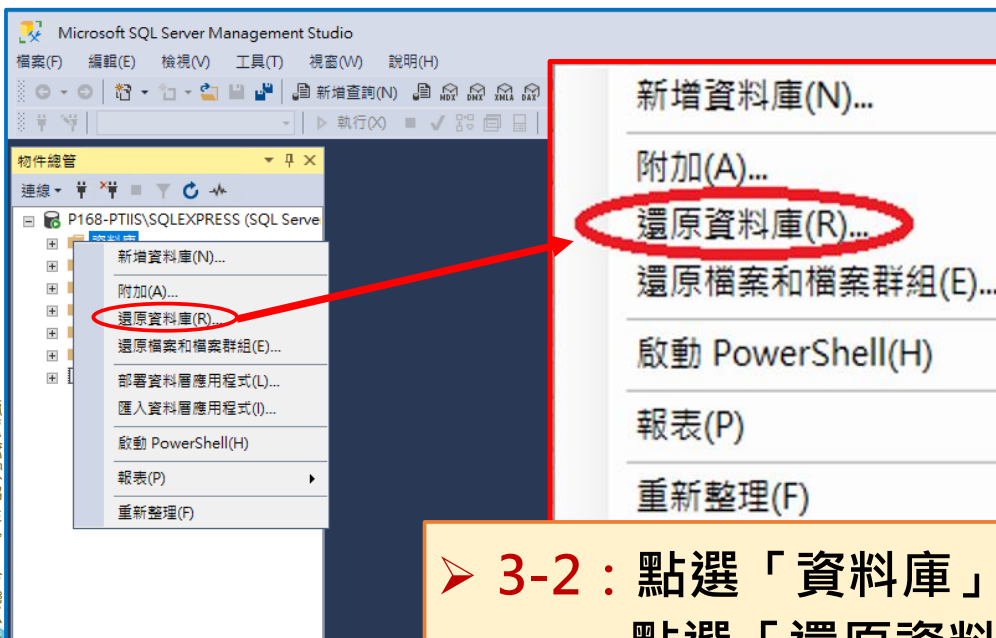 Microsoft SQL Server Management Studio
檔案(F) 編輯(E) 檢視(V) 工具(T) 視窗(W) 說明(H)
新增查詢(N) MDX DMX XMLA DAX
執行(X)
物件總管
連線
P168-PTIIS\SQLEXPRESS (SQL Serve
資料庫
新增資料庫(N)...
附加(A)...
還原資料庫(R)...
還原檔案和檔案群組(E)...
部署資料層應用程式(L)...
匯入資料層應用程式(I)...
啟動 PowerShell(H)
報表(P)
重新整理(F)
新增資料庫(N)...
附加(A)...
還原資料庫(R)...
還原檔案和檔案群組(E)...
啟動 PowerShell(H)
報表(P)
重新整理(F)
➢ 3-2：點選「資料庫」
點選「還原資料